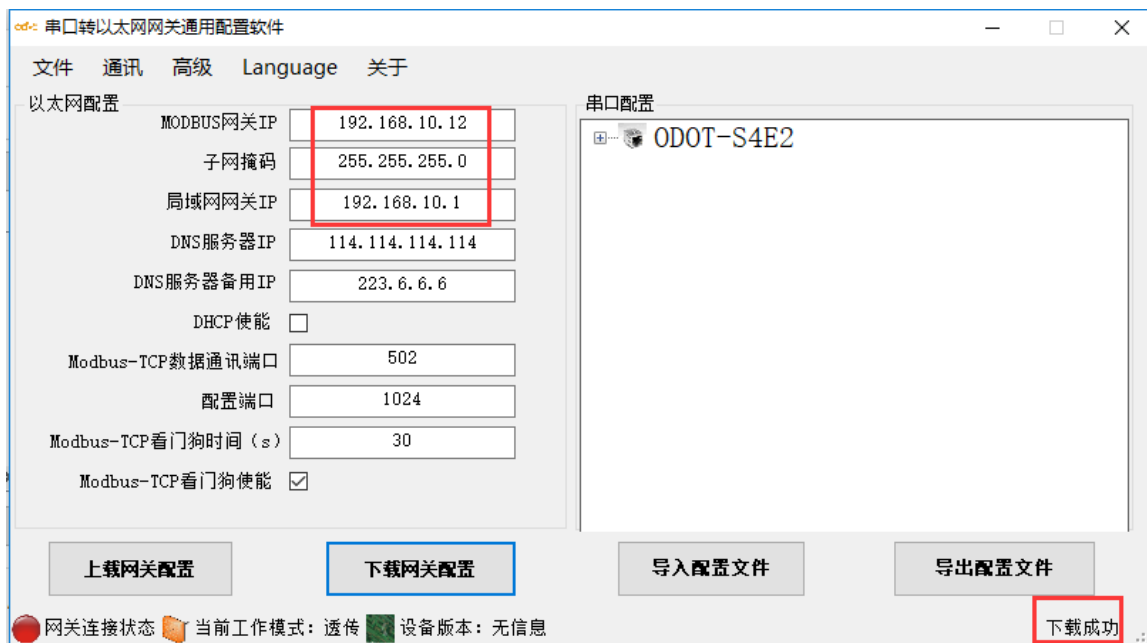 odot 串口转以太网网关通用配置软件
文件 通讯 高级 Language 关于
以太网配置
MODBUS网关IP 192.168.10.12
子网掩码 255.255.255.0
局域网网关IP 192.168.10.1
DNS服务器IP 114.114.114.114
DNS服务器备用IP 223.6.6.6
DHCP使能
Modbus-TCP数据通讯端口 502
配置端口 1024
Modbus-TCP看门狗时间（s） 30
Modbus-TCP看门狗使能
串口配置
ODOT-S4E2
上载网关配置 下载网关配置 导入配置文件 导出配置文件
网关连接状态 当前工作模式：透传 设备版本：无信息 下载成功